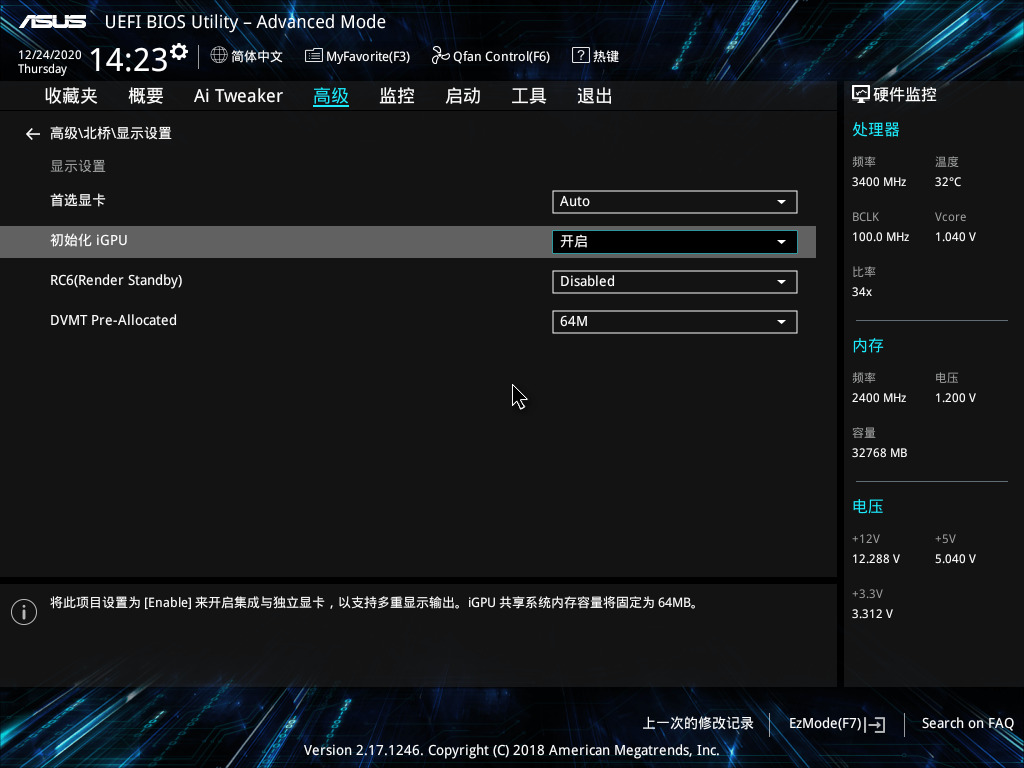 ASUS UEFI BIOS Utility – Advanced Mode
12/24/2020
Thursday
14:23
简体中文
MyFavorite(F3)
Qfan Control(F6)
? 热键
收藏夹 概要 Ai Tweaker 高级 监控 启动 工具 退出
高级\北桥\显示设置
显示设置
首选显卡 Auto
初始化 iGPU 开启
RC6(Render Standby) Disabled
DVMT Pre-Allocated 64M
将此项目设置为 [Enable] 来开启集成与独立显卡，以支持多重显示输出。iGPU 共享系统内存容量将固定为 64MB。
硬件监控
处理器
频率 温度
3400 MHz 32°C
BCLK Vcore
100.0 MHz 1.040 V
比率
34x
内存
频率 电压
2400 MHz 1.200 V
容量
32768 MB
电压
+12V +5V
12.288 V 5.040 V
+3.3V
3.312 V
上一次的修改记录 EzMode(F7) Search on FAQ
Version 2.17.1246. Copyright (C) 2018 American Megatrends, Inc.